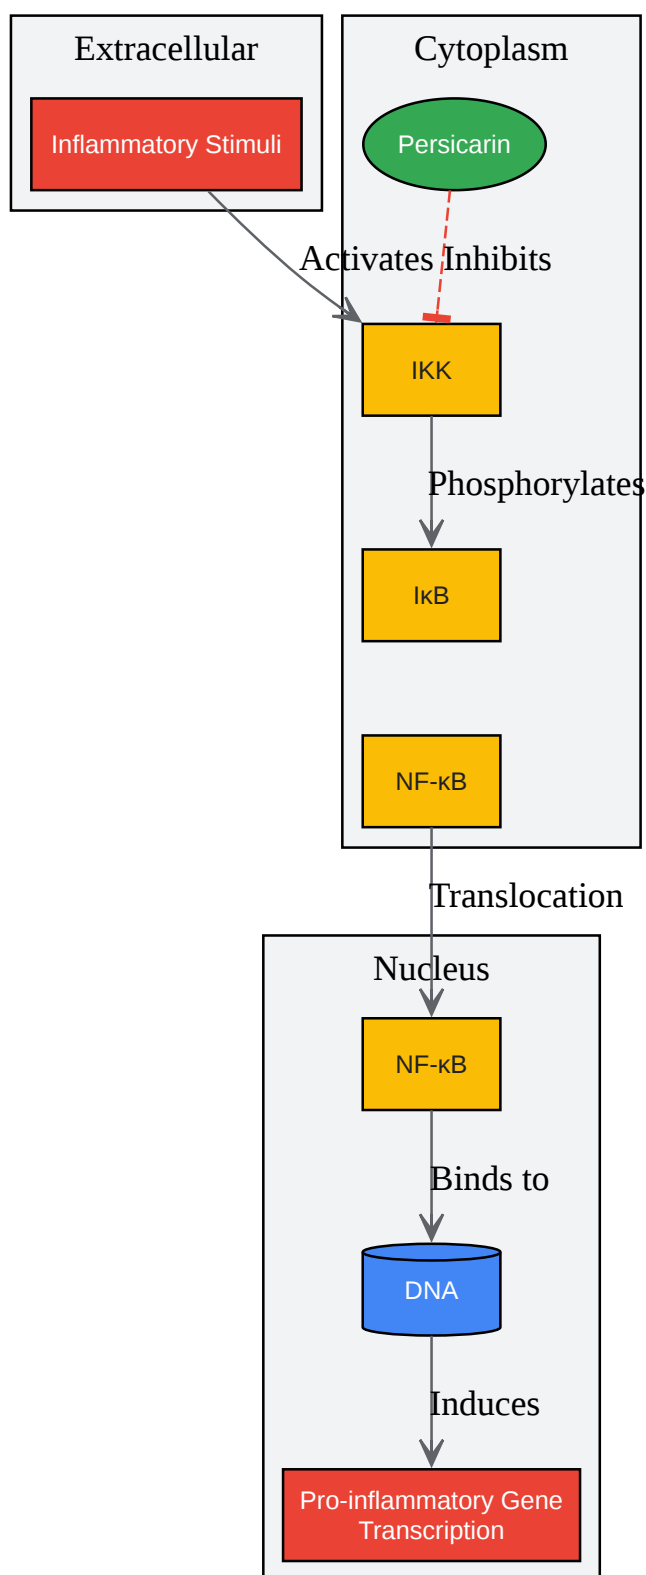 Extracellular
Cytoplasm
Inflammatory Stimuli
Persicarin
Activates
Inhibits
IKK
Phosphorylates
IκB
NF-κB
Translocation
Nucleus
NF-κB
Binds to
DNA
Induces
Pro-inflammatory Gene
Transcription